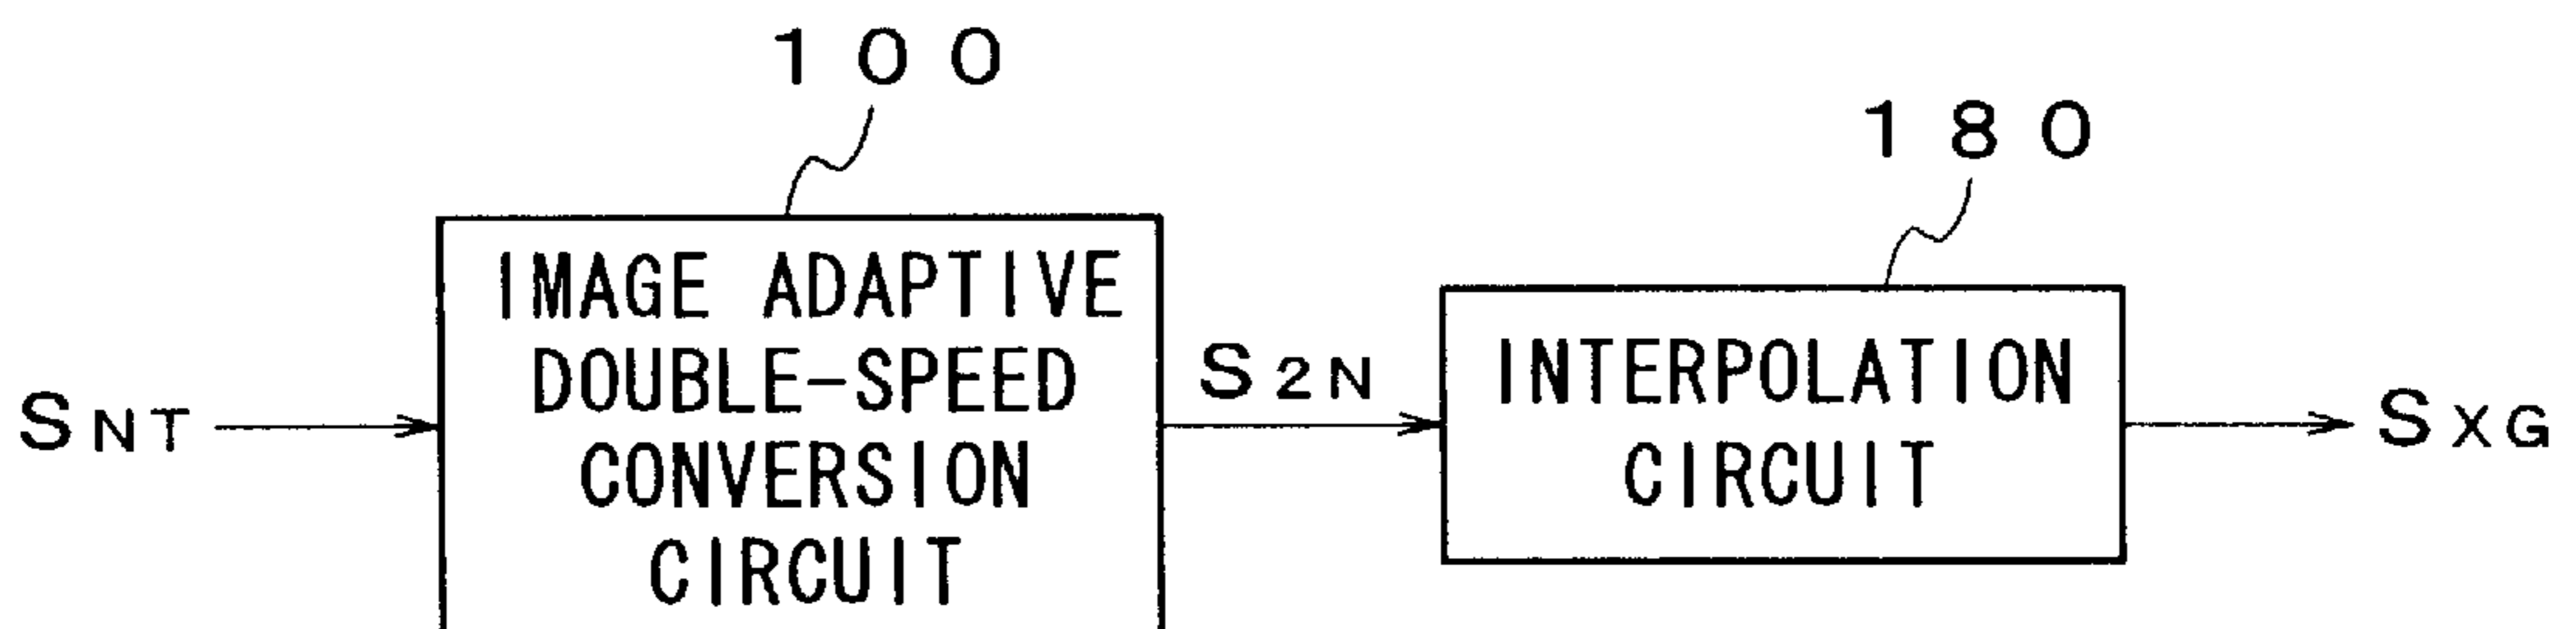 100
180
IMAGE ADAPTIVE
DOUBLE-SPEED
CONVERSION
CIRCUIT
INTERPOLATION
CIRCUIT
SNT
S2N
SXG